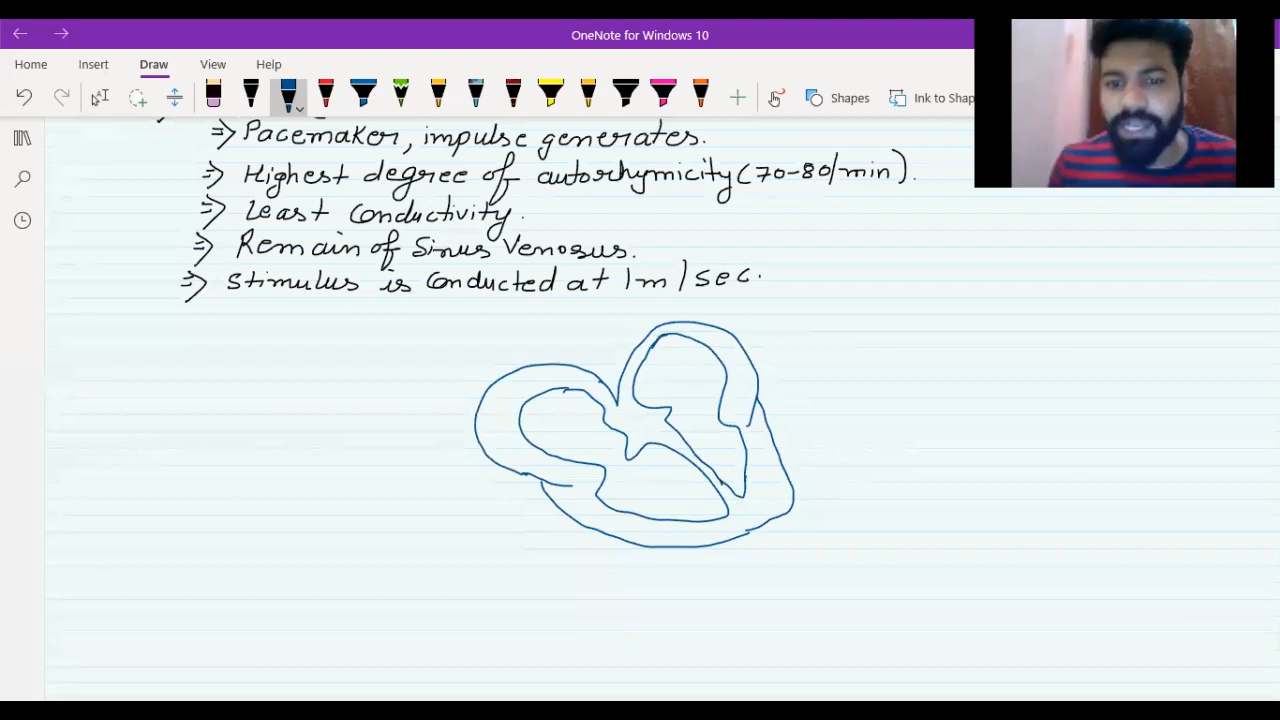 OneNote for Windows 10
Home Insert Draw View Help
Shapes Ink to Shap
=> Pacemaker, impulse generates.
=> Highest degree of autorhymicity (70-80/min).
=> Least Conductivity.
=> Remain of Sinus Venosus.
=> Stimulus is conducted at 1m/sec.